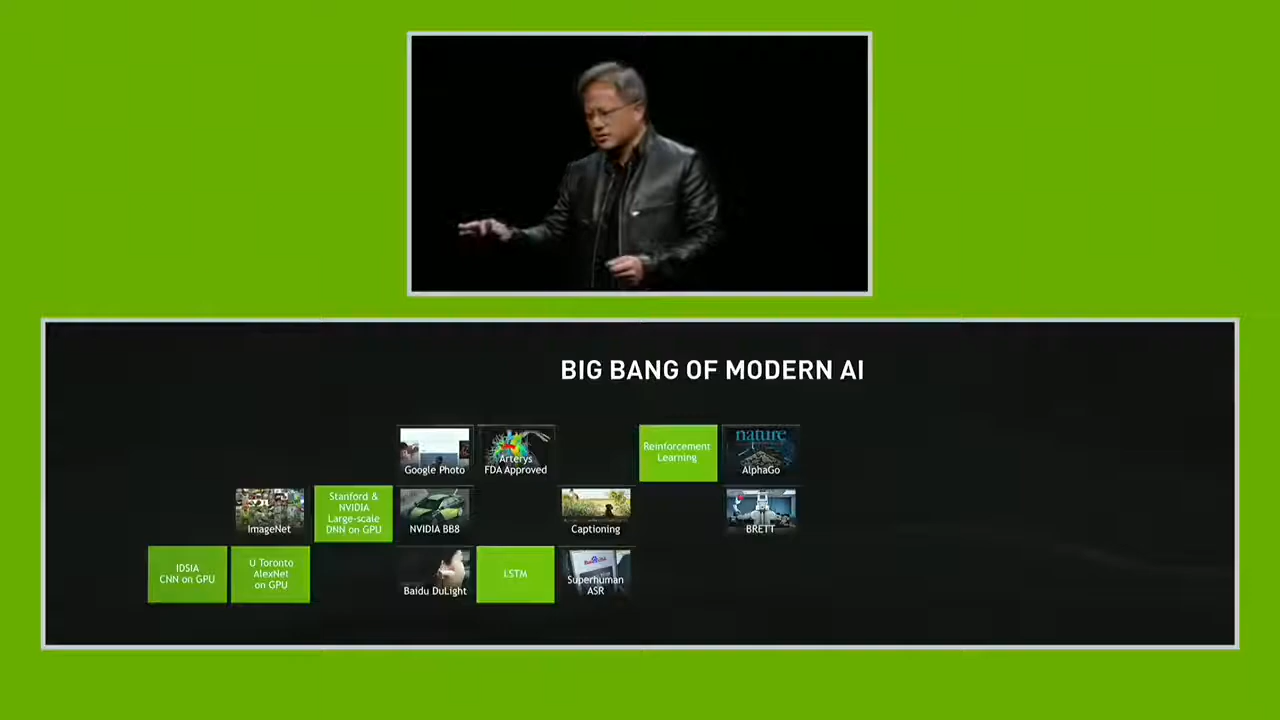 BIG BANG OF MODERN AI
Google Photo
Arterys
FDA Approved
Reinforcement
Learning
nature
AlphaGo
ImageNet
Stanford &
NVIDIA
Large-scale
DNN on GPU
NVIDIA BB8
Captioning
BRETT
IDSIA
CNN on GPU
U Toronto
AlexNet
on GPU
Baidu DuLight
LSTM
Superhuman
ASR